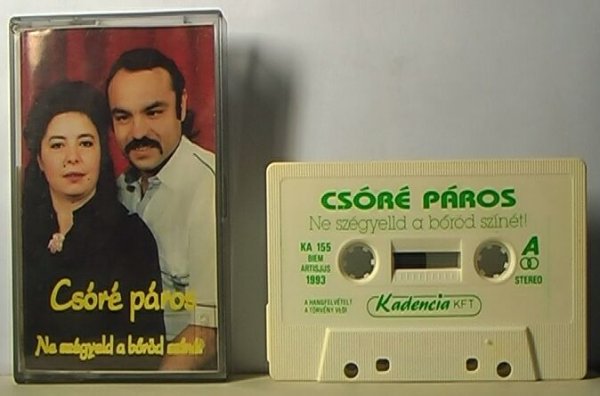 Csóré páros
Ne szégyeld a bőröd színét
CSÓRÉ PÁROS
Ne szégyelld a bőröd színét!
KA 155
BIEM
ARTISJUS
1993
A
STEREO
A HANGFELVÉTELT
A TÖRVÉNY VÉDI
Kadencia KFT